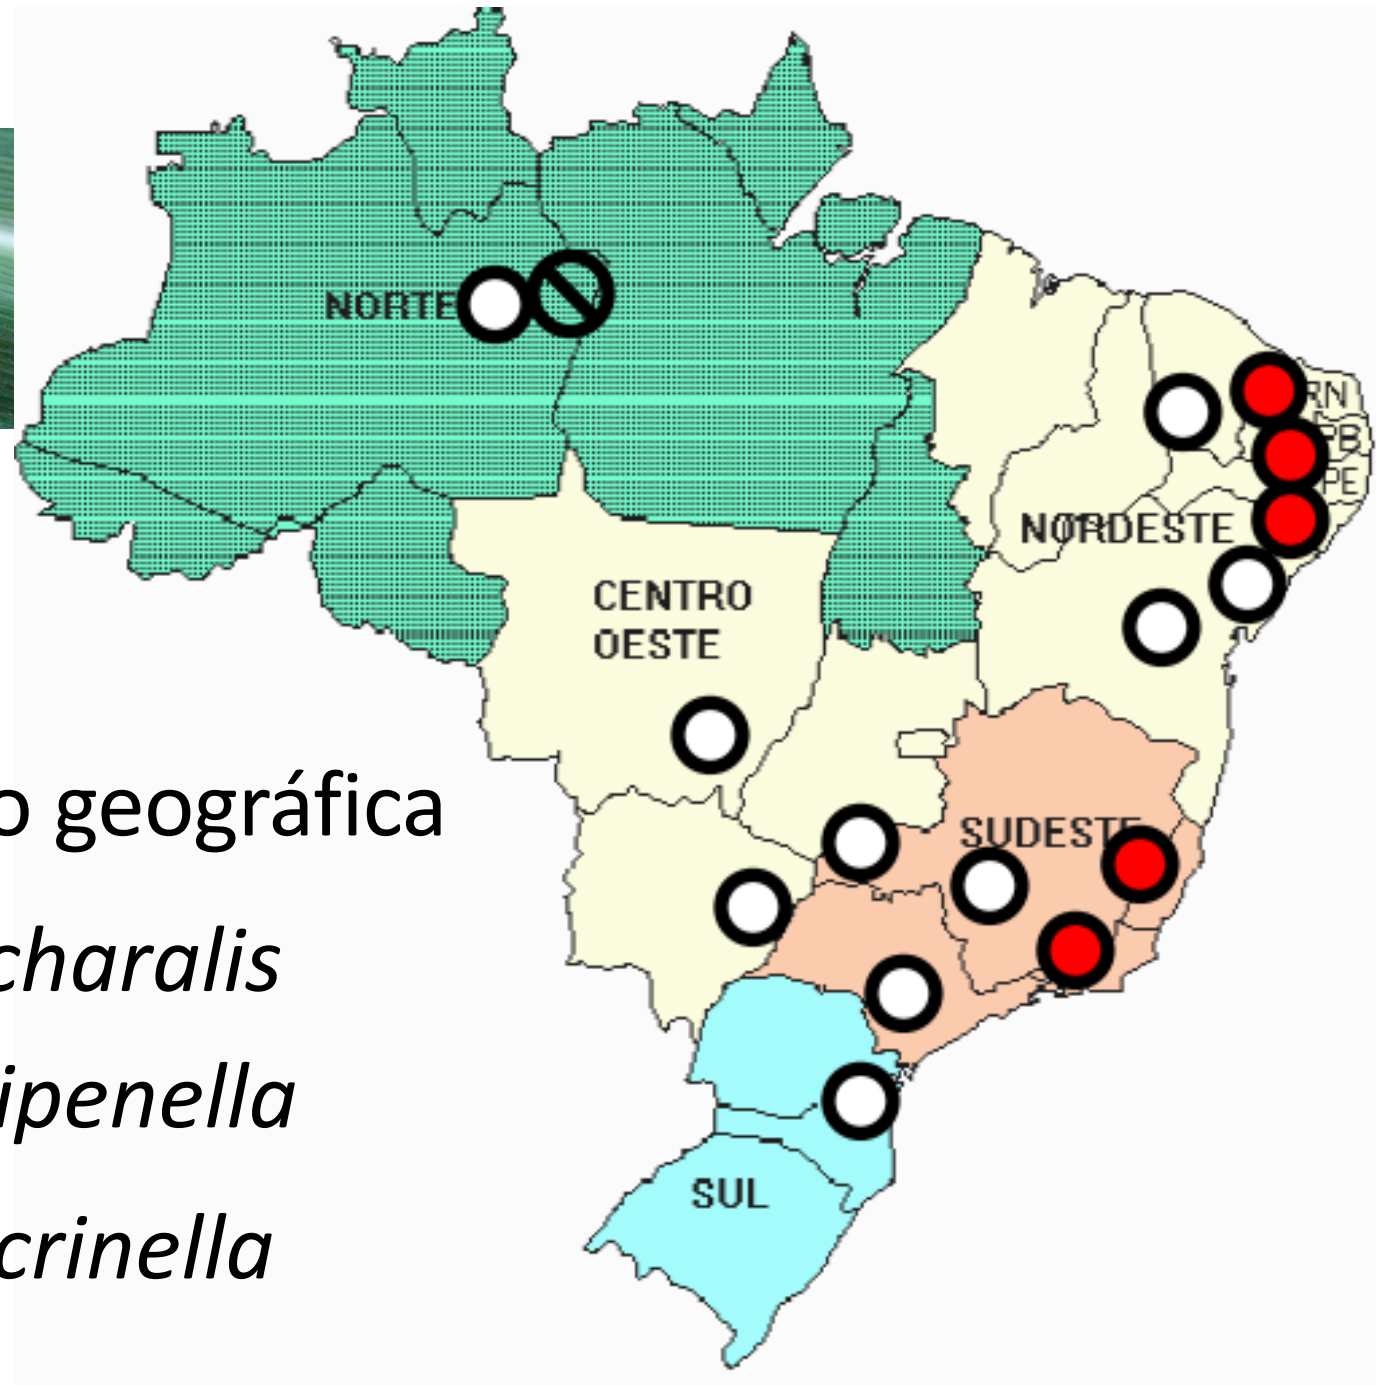 NORTE
RN
PB
PE
NORDESTE
CENTRO
OESTE
o geográfica
SUDESTE
charalis
ipenella
SUL
crinella